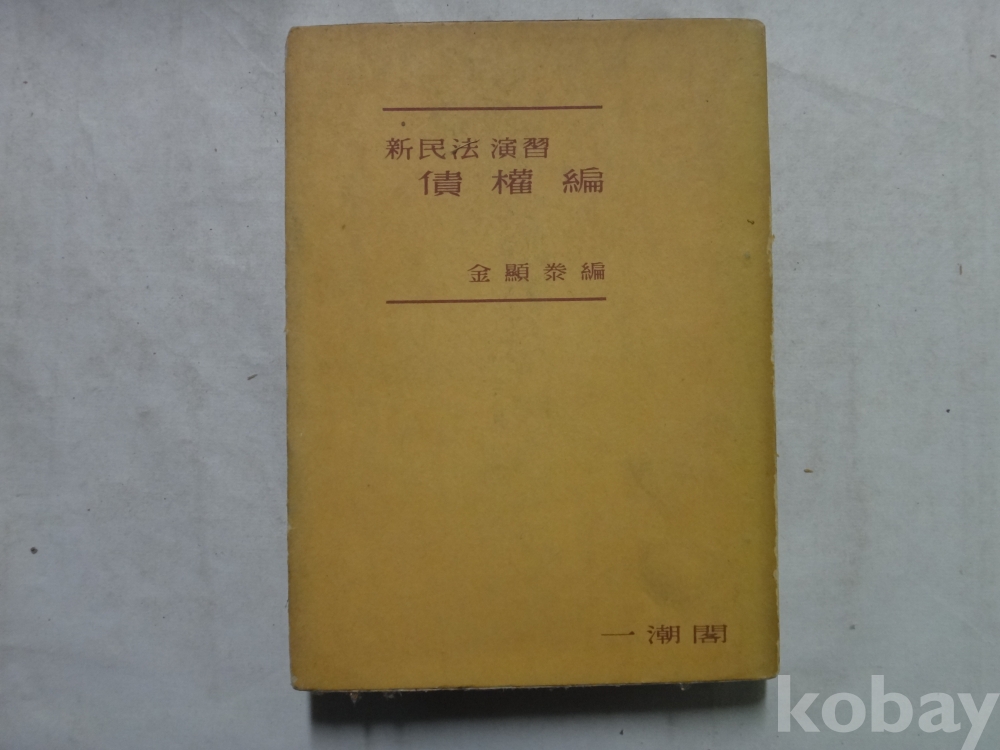 新民法 演習
債權編
金顯泰編
一潮閣
kobay